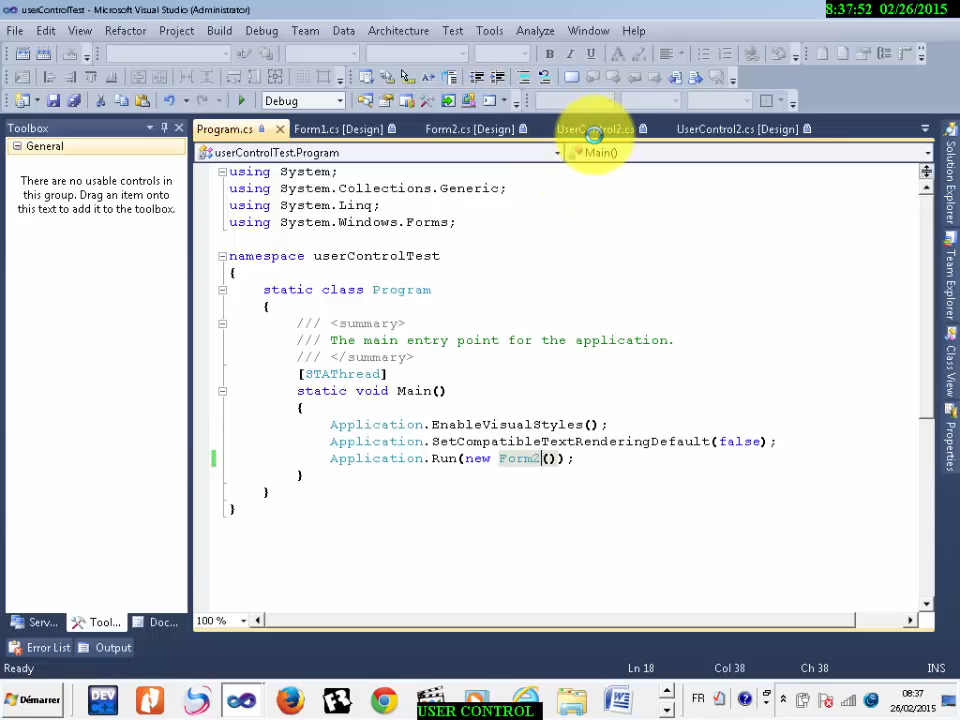 userControlTest - Microsoft Visual Studio (Administrator)
8:37:52 02/26/2015
File Edit View Refactor Project Build Debug Team Data Architecture Test Tools Analyze Window Help
Debug
Toolbox
Program.cs Form1.cs [Design] Form2.cs [Design] UserControl2.cs UserControl2.cs [Design]
General
userControlTest.Program Main()
There are no usable controls in
this group. Drag an item onto
this text to add it to the toolbox.
using System;
using System.Collections.Generic;
using System.Linq;
using System.Windows.Forms;
namespace userControlTest
{
static class Program
{
/// <summary>
/// The main entry point for the application.
/// </summary>
[STAThread]
static void Main()
{
Application.EnableVisualStyles();
Application.SetCompatibleTextRenderingDefault(false);
Application.Run(new Form2());
}
}
}
Solution Explorer
Team Explorer
Class View
Properties
100 %
Serv... Tool... Doc...
Error List Output
Ready Ln 18 Col 38 Ch 38 INS
Démarrer
DEV
FR
08:37
26/02/2015
USER CONTROL